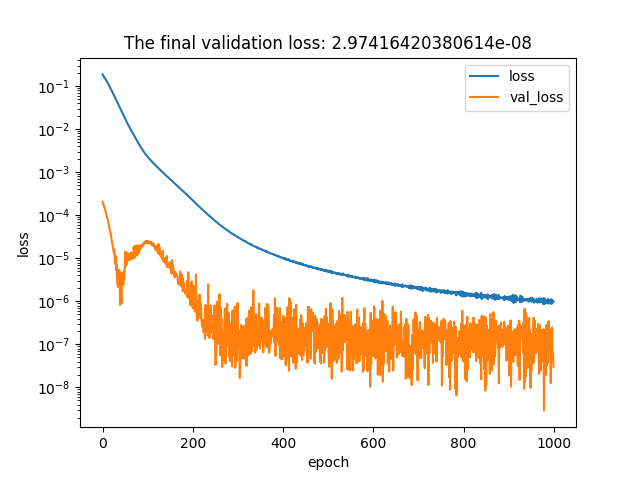 The final validation loss: 2.97416420380614e-08
loss
val_loss
10⁻¹
10⁻²
10⁻³
10⁻⁴
10⁻⁵
10⁻⁶
10⁻⁷
10⁻⁸
loss
0 200 400 600 800 1000
epoch